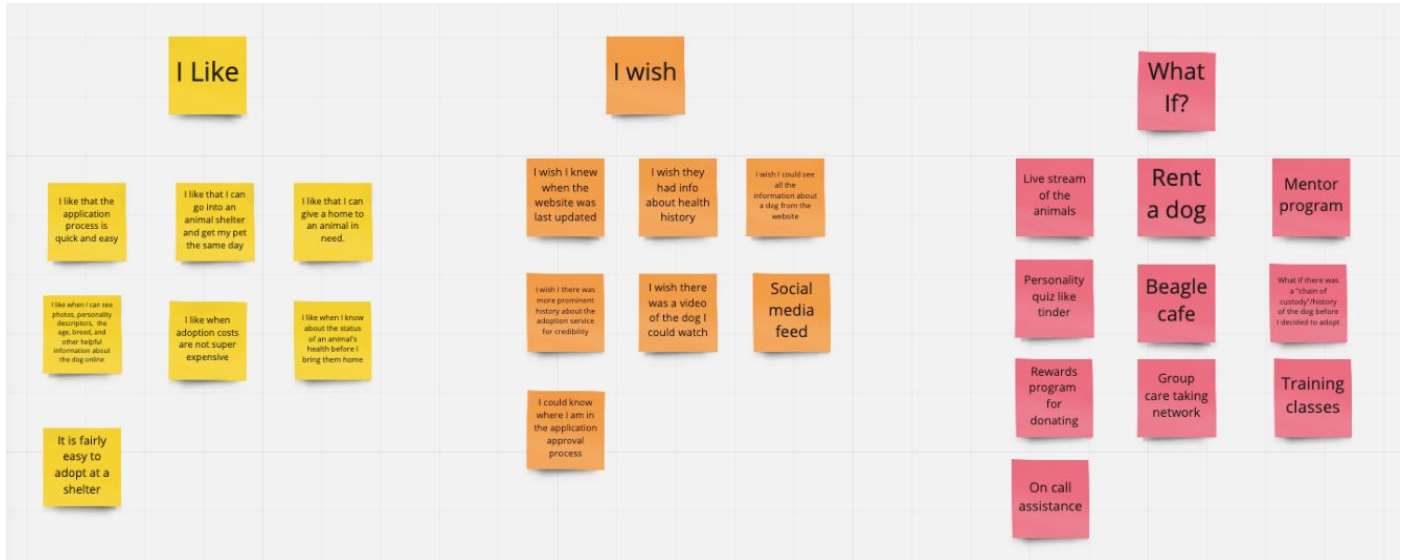 I Like
I like that the
application
process is
quick and easy
I like that I can
go into an
animal shelter
and get my pet
the same day
I like that I can
give a home to
an animal in
need.
I like when I can see
photos, personality
descriptors, the
age, breed, and
other helpful
information about
the dog online
I like when
adoption costs
are not super
expensive
I like when I know
about the status
of an animal's
health before I
bring them home
It is fairly
easy to
adopt at a
shelter
I wish
I wish I knew
when the
website was
last updated
I wish they
had info
about health
history
I wish I could see
all the
information about
a dog from the
website
I wish I there was
more prominent
history about the
adoption service
for credibility
I wish there
was a video
of the dog I
could watch
Social
media
feed
I could know
where I am in
the application
approval
process
What
If?
Live stream
of the
animals
Rent
a dog
Mentor
program
Personality
quiz like
tinder
Beagle
cafe
What if there was
a "chain of
custody"/history
of the dog before
I decided to adopt
Rewards
program
for
donating
Group
care taking
network
Training
classes
On call
assistance